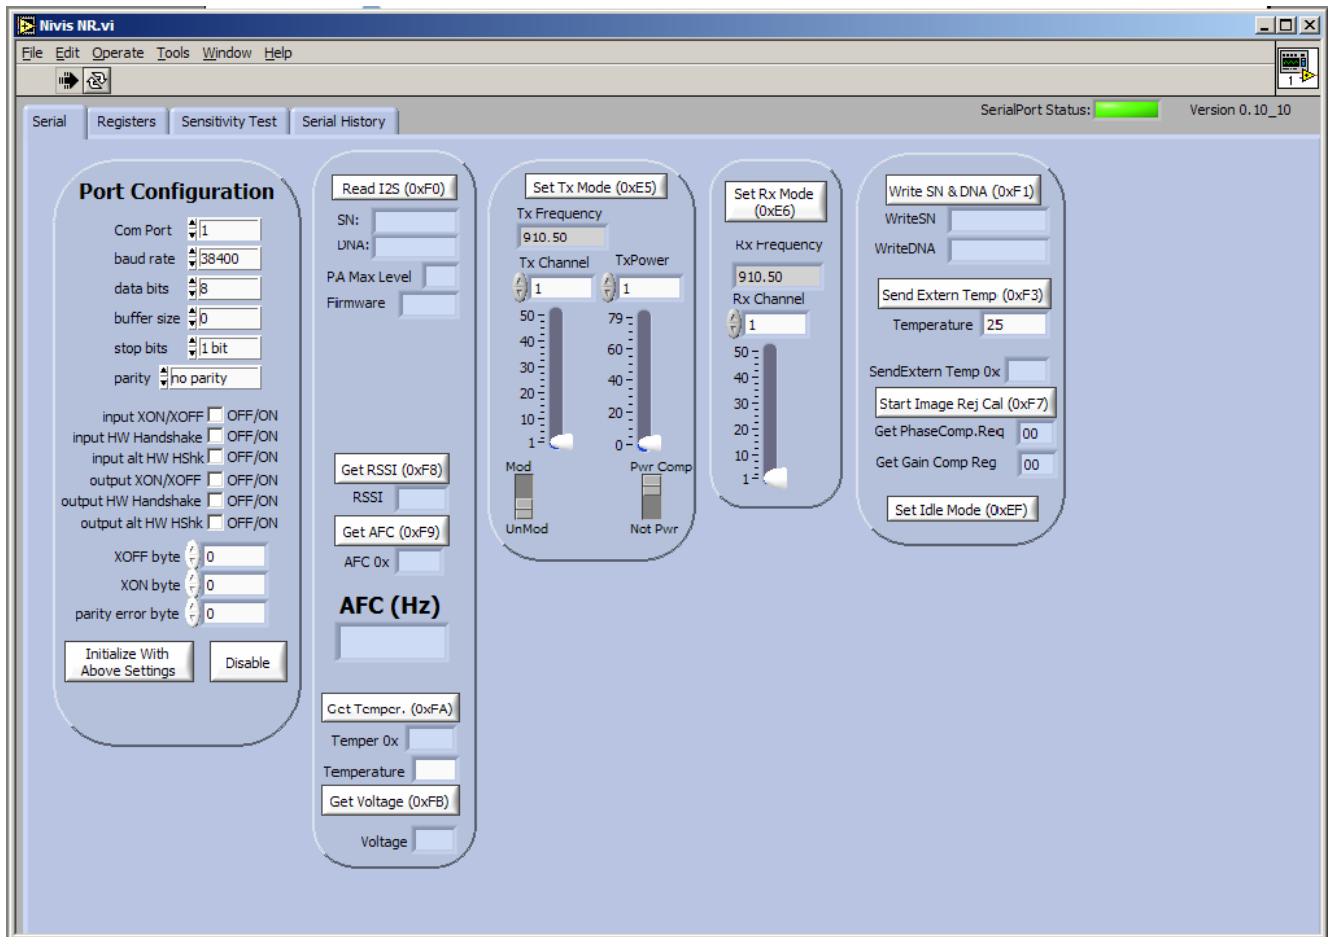 Nivis NR.vi
File Edit Operate Tools Window Help
1
Serial Registers Sensitivity Test Serial History
SerialPort Status: Version 0.10_10
Port Configuration
Com Port 1
baud rate 38400
data bits 8
buffer size 0
stop bits 1 bit
parity no parity
input XON/XOFF OFF/ON
input HW Handshake OFF/ON
input alt HW HShk OFF/ON
output XON/XOFF OFF/ON
output HW Handshake OFF/ON
output alt HW HShk OFF/ON
XOFF byte 0
XON byte 0
parity error byte 0
Initialize With
Above Settings
Disable
Read I2S (0xF0)
SN:
DNA:
PA Max Level
Firmware
Get RSSI (0xF8)
RSSI
Get AFC (0xF9)
AFC 0x
AFC (Hz)
Get Temper. (0xFA)
Temper 0x
Temperature
Get Voltage (0xFB)
Voltage
Set Tx Mode (0xE5)
Tx Frequency
910.50
Tx Channel TxPower
1 1
50 79
40 60
30 40
20 20
10 0
1
Mod Pwr Comp
UnMod Not Pwr
Set Rx Mode
(0xE6)
Rx Frequency
910.50
Rx Channel
1
50
40
30
20
10
1
Write SN & DNA (0xF1)
WriteSN
WriteDNA
Send Extern Temp (0xF3)
Temperature 25
SendExtern Temp 0x
Start Image Rej Cal (0xF7)
Get PhaseComp.Req 00
Get Gain Comp Reg 00
Set Idle Mode (0xEF)